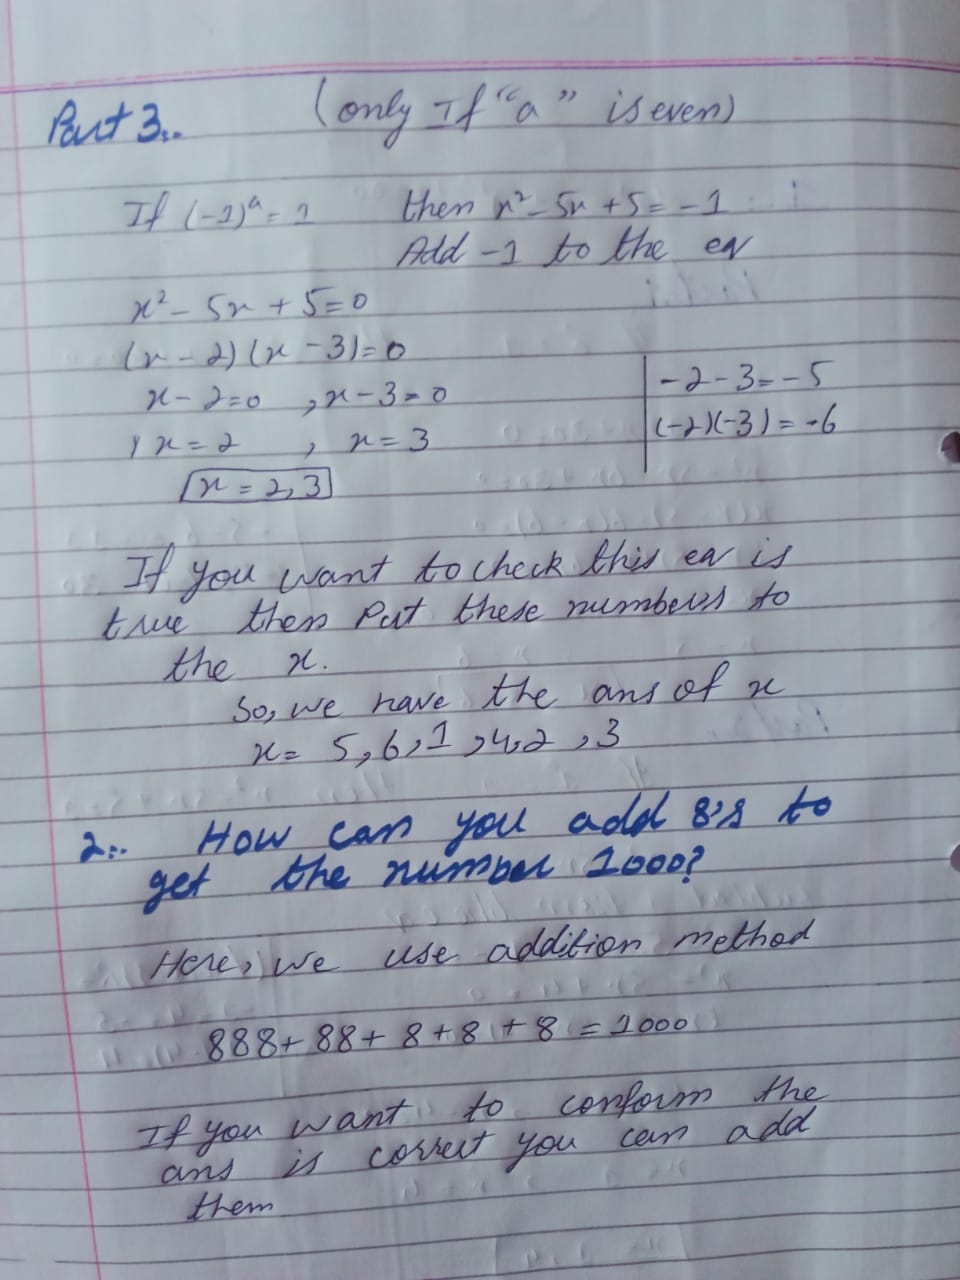 Part 3:. (only If "a" is even)
If (-1)ᵃ = 1 then x² - 5x + 5 = -1
Add -1 to the eq
x² - 5x + 5 = 0
(x - 2) (x - 3) = 0
x - 2 = 0 , x - 3 = 0
-2 - 3 = -5
x = 2 , x = 3
(-2)(-3) = -6
x = 2, 3
If you want to check this eq is
true then Put these numbers to
the x.
So, we have the ans of x
x = 5, 6, 1, 4, 2, 3
2:. How can you add 8's to
get the number 1000?
Here, we use addition method
888 + 88 + 8 + 8 + 8 = 1000
If you want to conform the
ans is correct you can add
them